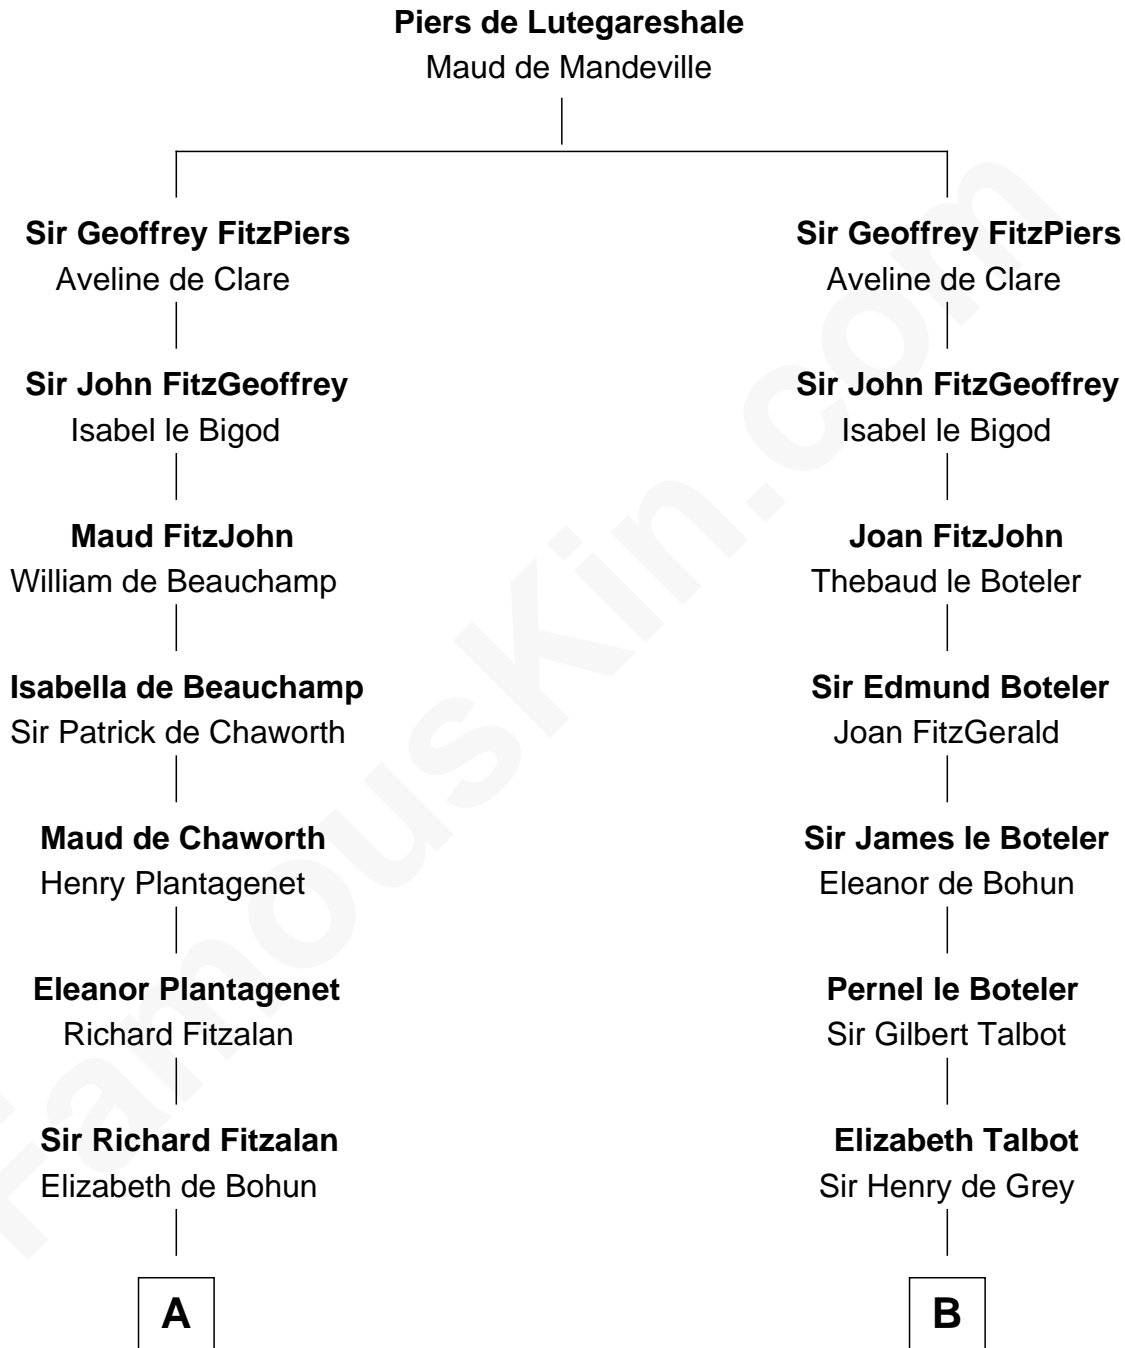 Piers de Lutegareshale
Maud de Mandeville
Sir Geoffrey FitzPiers
Aveline de Clare
Sir John FitzGeoffrey
Isabel le Bigod
Maud FitzJohn
William de Beauchamp
Isabella de Beauchamp
Sir Patrick de Chaworth
Maud de Chaworth
Henry Plantagenet
Eleanor Plantagenet
Richard Fitzalan
Sir Richard Fitzalan
Elizabeth de Bohun
A
Sir Geoffrey FitzPiers
Aveline de Clare
Sir John FitzGeoffrey
Isabel le Bigod
Joan FitzJohn
Thebaud le Boteler
Sir Edmund Boteler
Joan FitzGerald
Sir James le Boteler
Eleanor de Bohun
Pernel le Boteler
Sir Gilbert Talbot
Elizabeth Talbot
Sir Henry de Grey
B
FamousKin.com